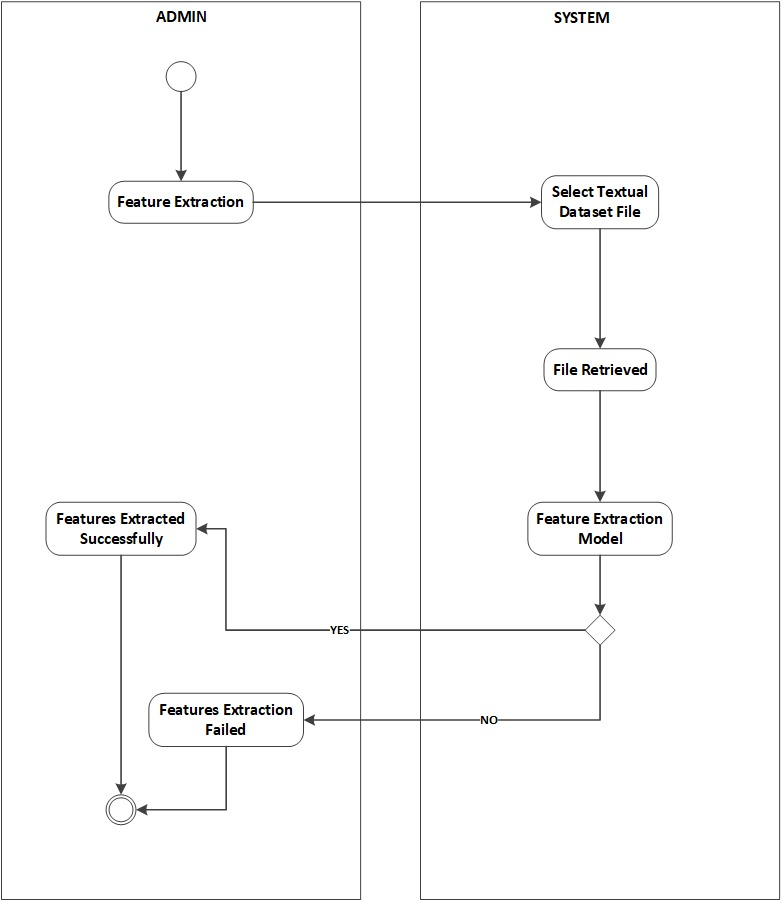 ADMIN
SYSTEM
Feature Extraction
Select Textual
Dataset File
File Retrieved
Features Extracted
Successfully
Feature Extraction
Model
YES
Features Extraction
Failed
NO